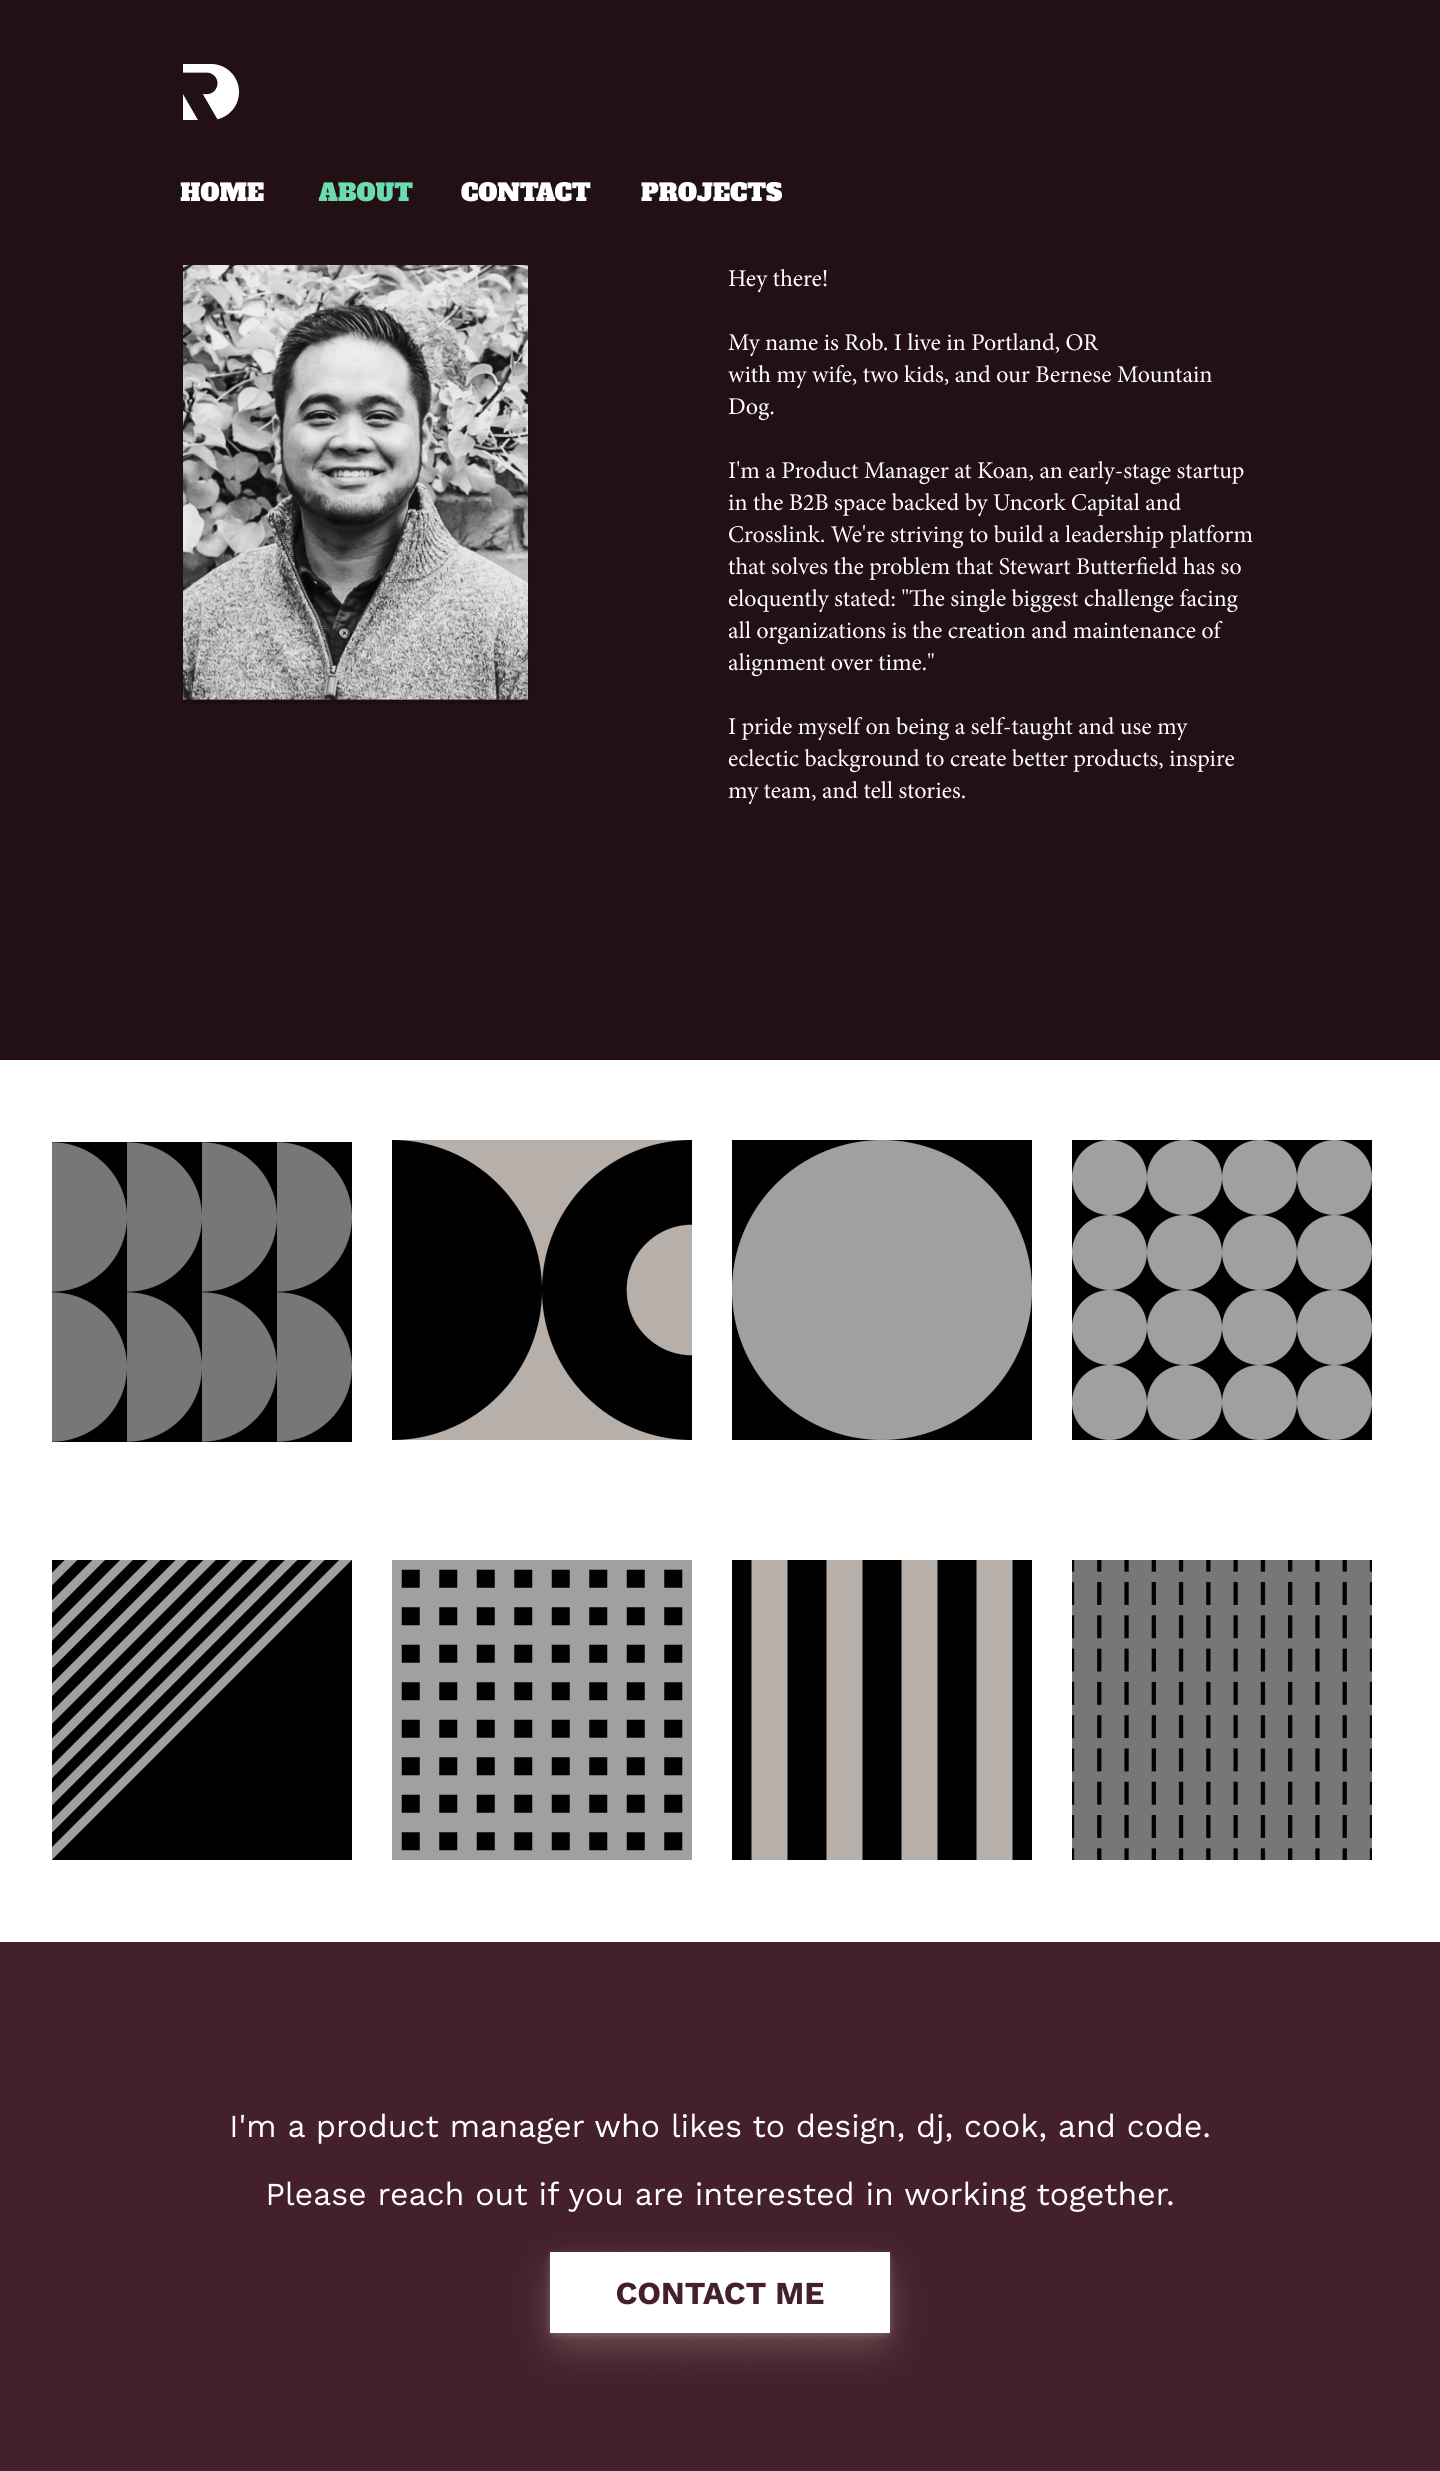 R
HOME ABOUT CONTACT PROJECTS
Hey there!
My name is Rob. I live in Portland, OR
with my wife, two kids, and our Bernese Mountain
Dog.
I'm a Product Manager at Koan, an early-stage startup
in the B2B space backed by Uncork Capital and
Crosslink. We're striving to build a leadership platform
that solves the problem that Stewart Butterfield has so
eloquently stated: "The single biggest challenge facing
all organizations is the creation and maintenance of
alignment over time."
I pride myself on being a self-taught and use my
eclectic background to create better products, inspire
my team, and tell stories.
I'm a product manager who likes to design, dj, cook, and code.
Please reach out if you are interested in working together.
CONTACT ME